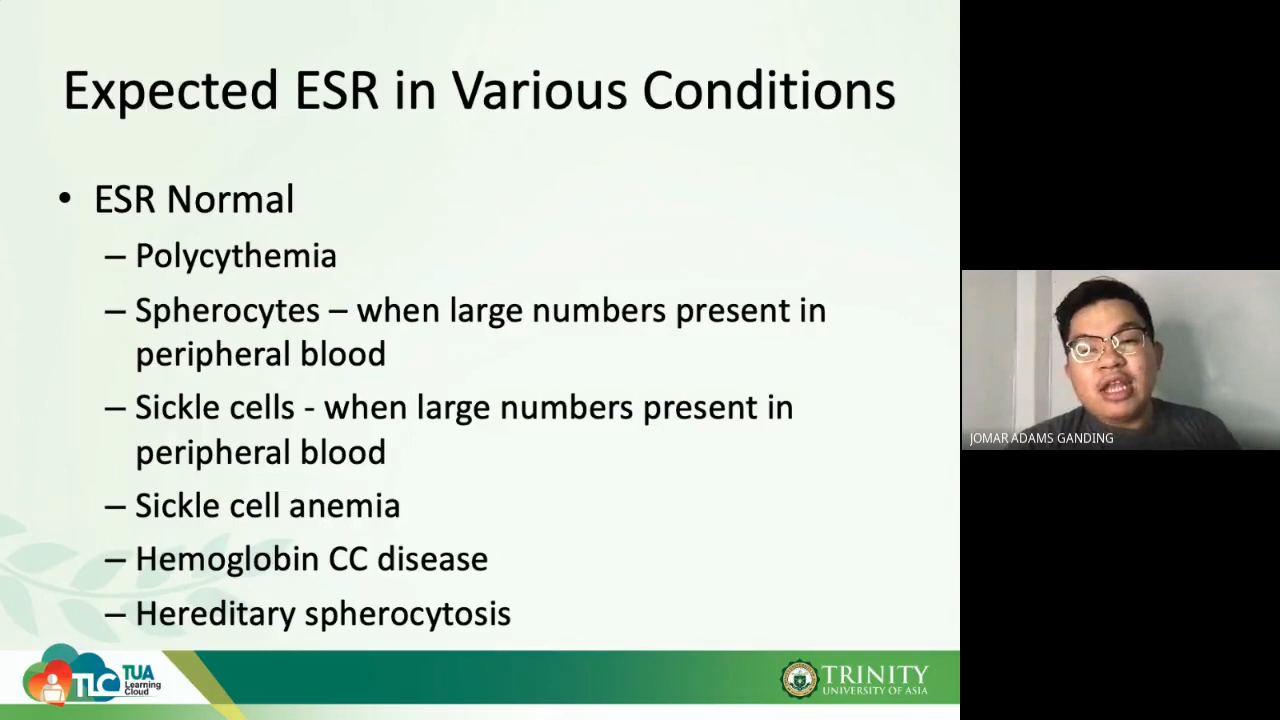 Expected ESR in Various Conditions
• ESR Normal
– Polycythemia
– Spherocytes – when large numbers present in
peripheral blood
– Sickle cells - when large numbers present in
peripheral blood
– Sickle cell anemia
– Hemoglobin CC disease
– Hereditary spherocytosis
JOMAR ADAMS GANDING
TLC
TUA
Learning
Cloud
TRINITY
UNIVERSITY OF ASIA